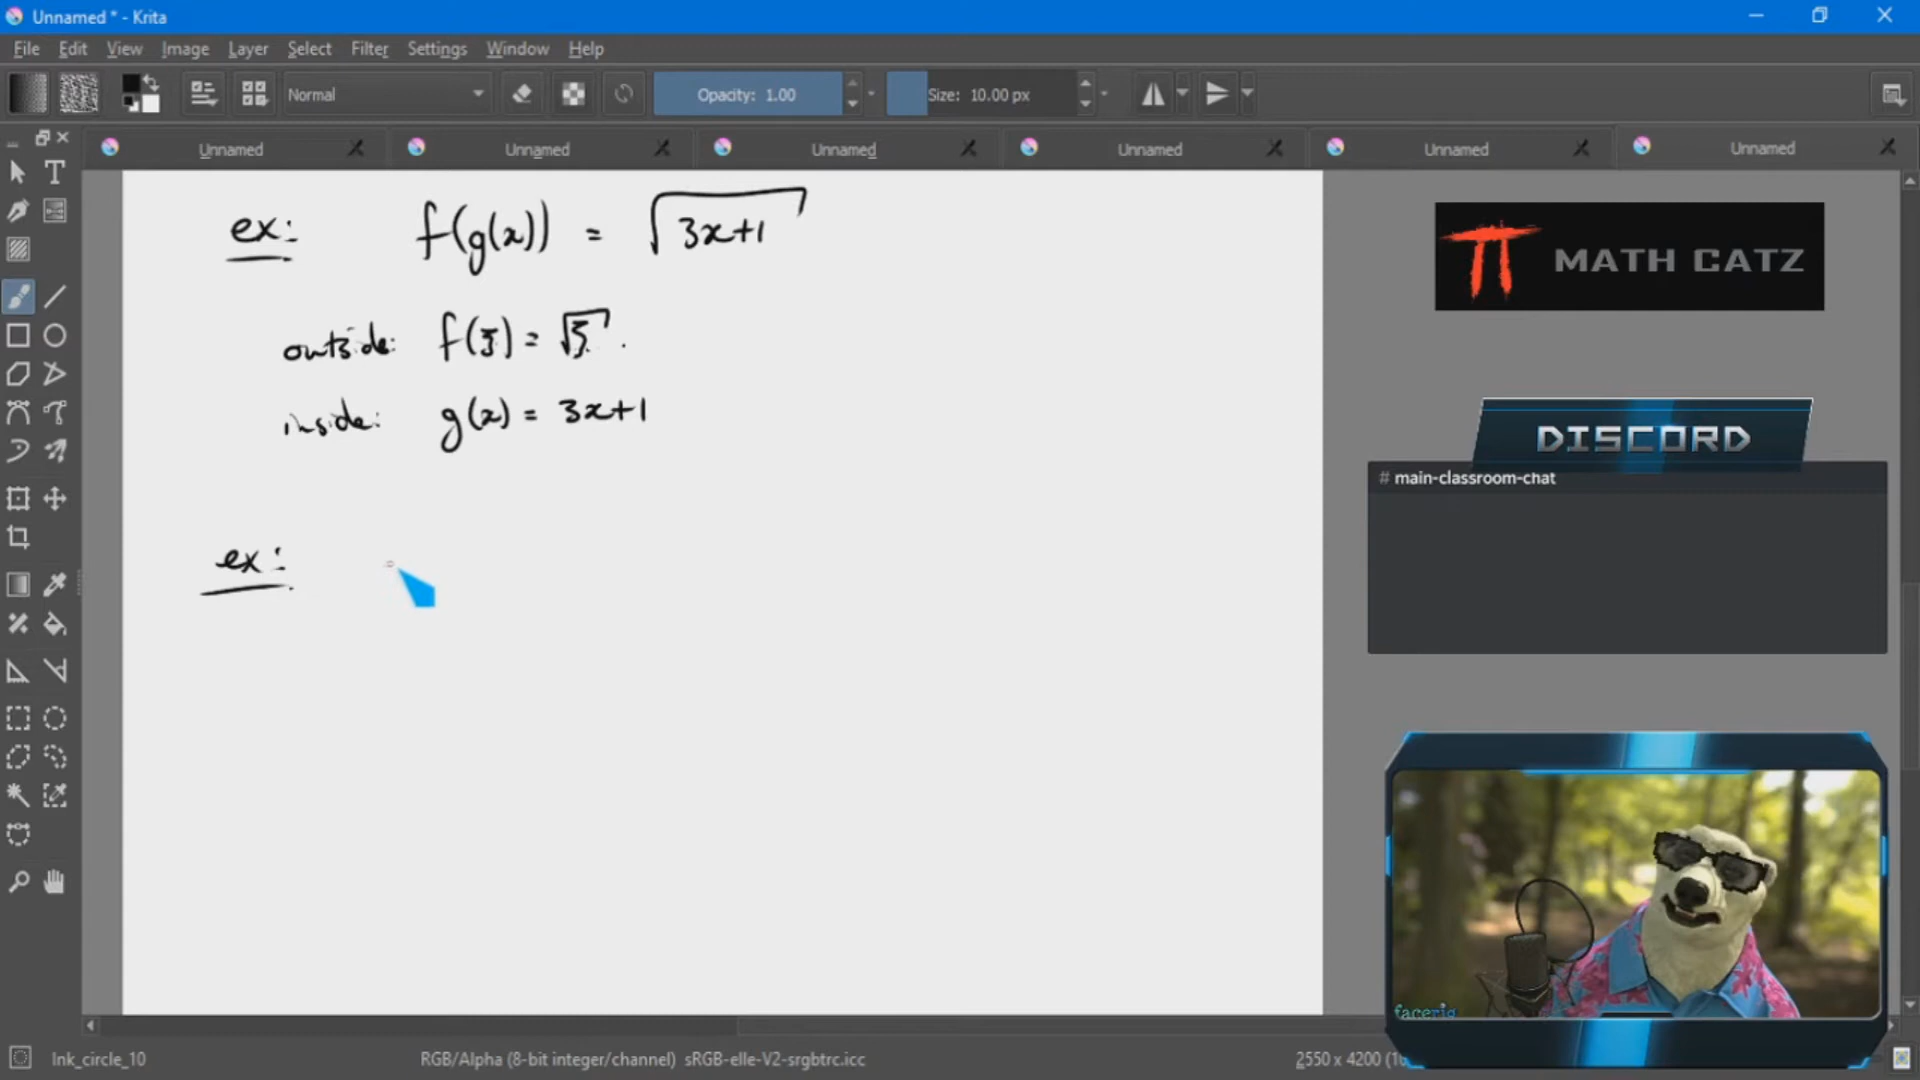 Unnamed * - Krita
File Edit View Image Layer Select Filter Settings Window Help
Normal Opacity: 1.00 Size: 10.00 px
Unnamed Unnamed Unnamed Unnamed Unnamed Unnamed
ex: f(g(x)) = √3x+1
outside: f(ξ) = √ξ.
inside: g(x) = 3x+1
ex:
π MATH CATZ
DISCORD
# main-classroom-chat
facerig
Ink_circle_10 RGB/Alpha (8-bit integer/channel) sRGB-elle-V2-srgbtrc.icc 2550 x 4200 (1